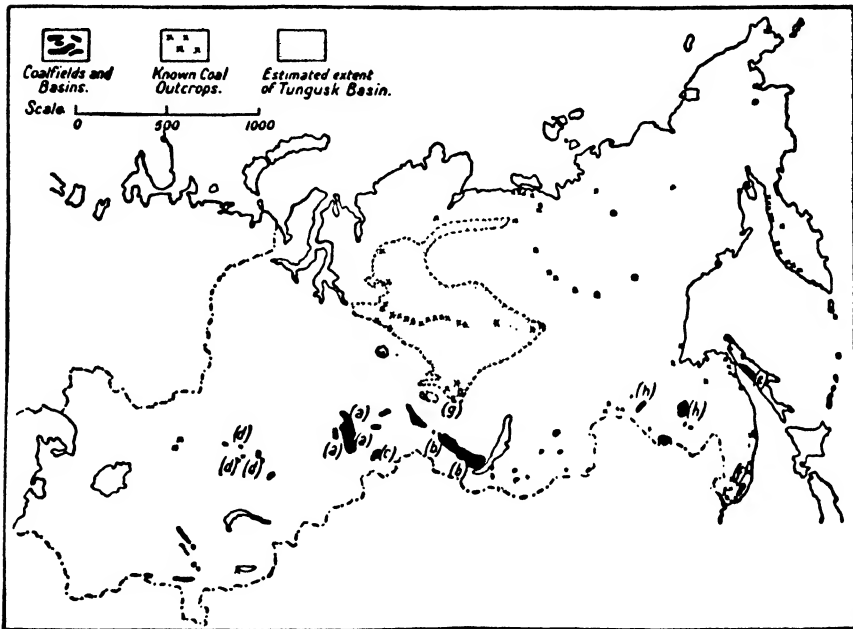 Coalfields and Basins.
Known Coal Outcrops.
Estimated extent of Tungusk Basin.
Scale.
0 500 1000
(a)
(a)
(a)
(b)
(b)
(c)
(d)
(d)
(d)
(g)
(h)
(h)